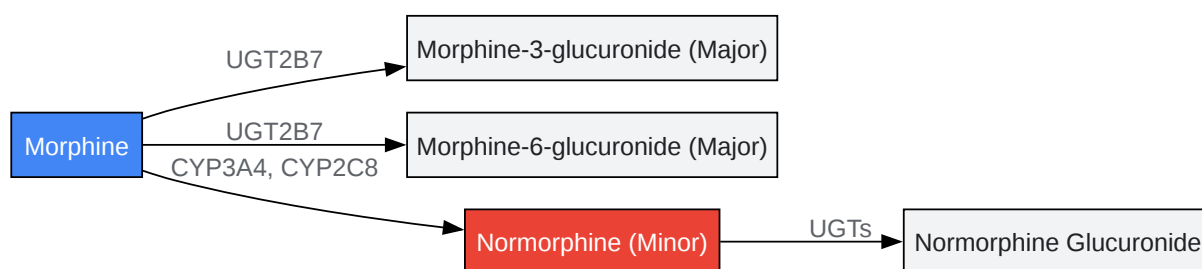 Morphine-3-glucuronide (Major)
UGT2B7
Morphine
UGT2B7
Morphine-6-glucuronide (Major)
CYP3A4, CYP2C8
Normorphine (Minor)
UGTs
Normorphine Glucuronide